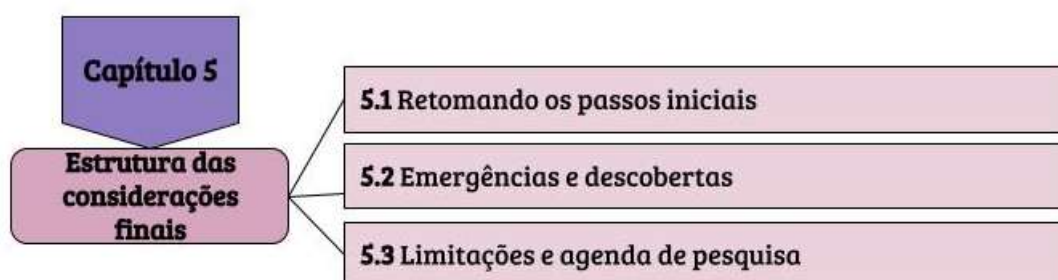 Capítulo 5
Estrutura das
considerações
finais
5.1 Retomando os passos iniciais
5.2 Emergências e descobertas
5.3 Limitações e agenda de pesquisa